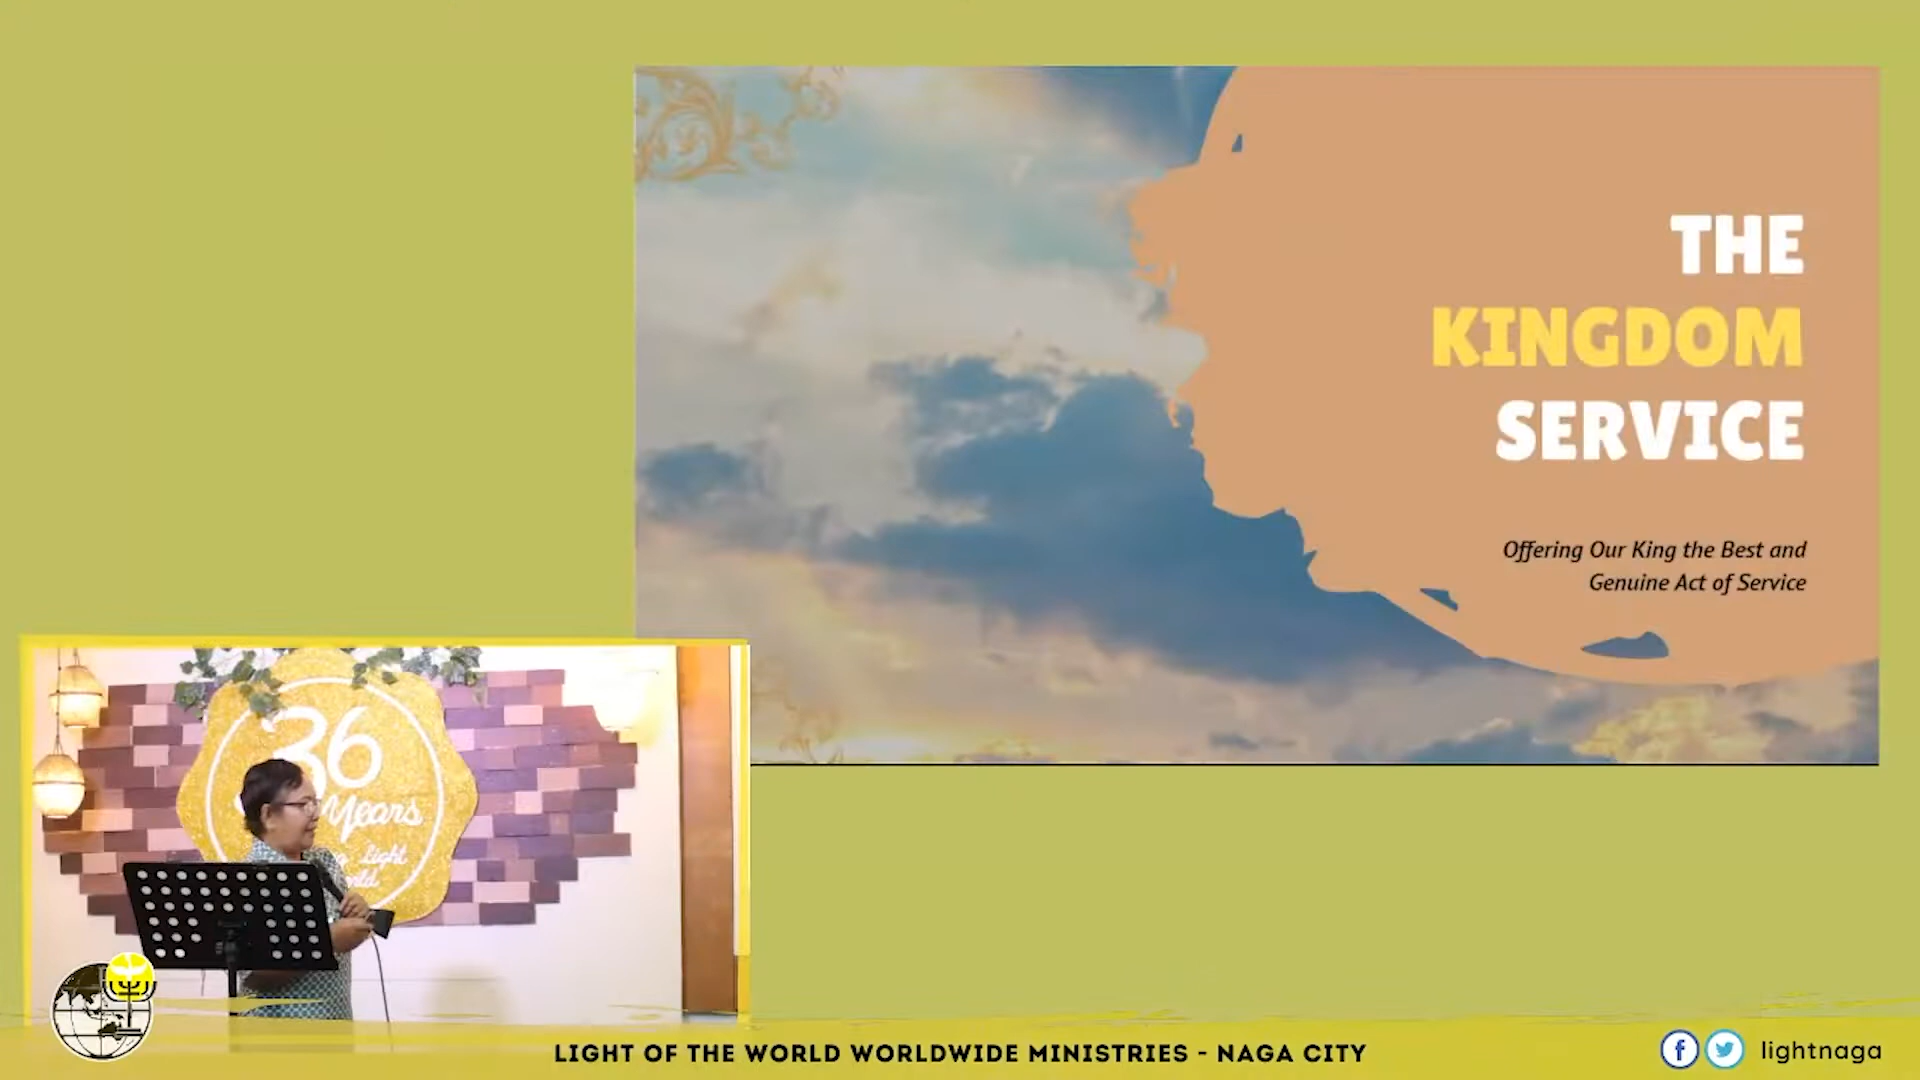 THE
KINGDOM
SERVICE
Offering Our King the Best and
Genuine Act of Service
36
Years
Light
LIGHT OF THE WORLD WORLDWIDE MINISTRIES - NAGA CITY
lightnaga